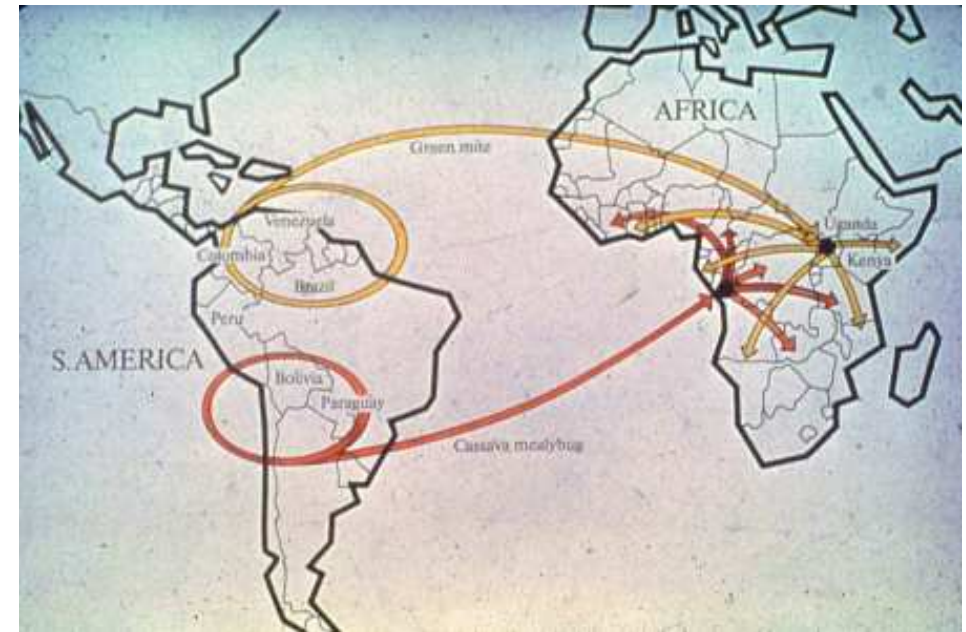 AFRICA
Green mite
Venezuela
Uganda
Colombia
Kenya
Brazil
Peru
S.AMERICA
Bolivia
Paraguay
Cassava mealybug